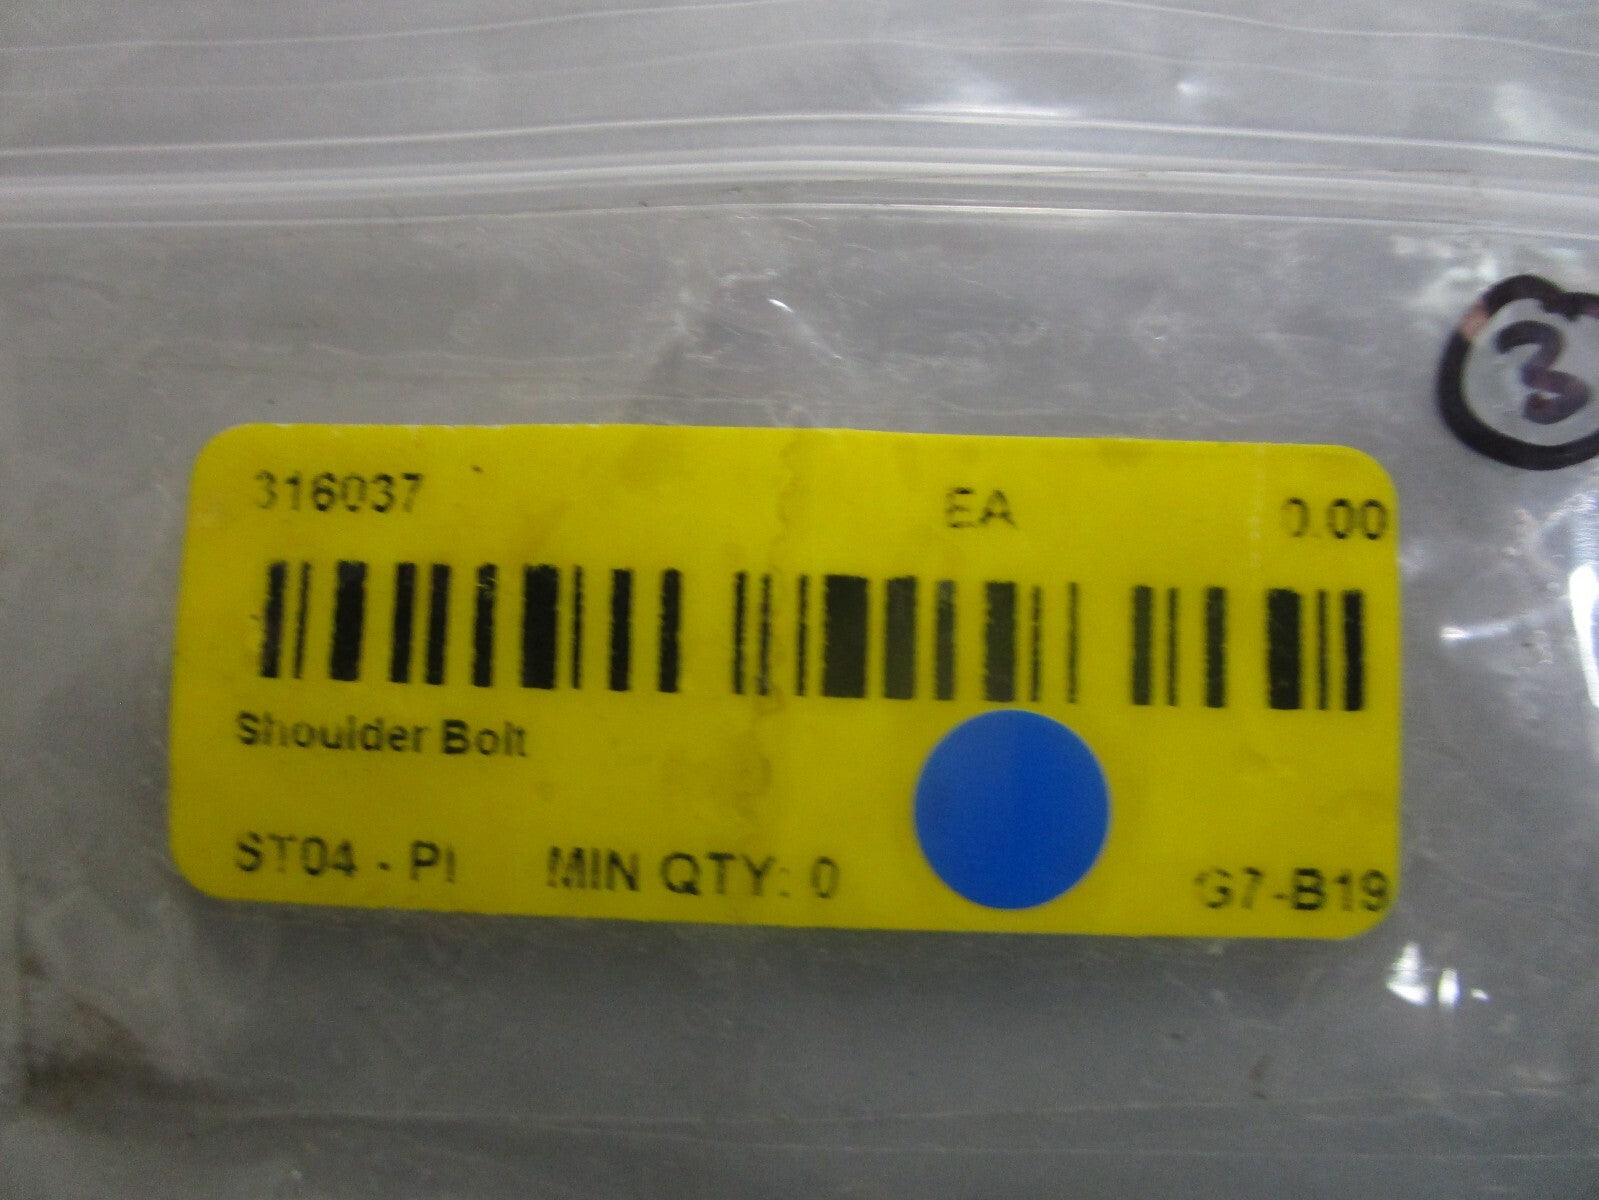 3
316037 EA 0.00
Shoulder Bolt
ST04 - PI MIN QTY: 0 G7-B19